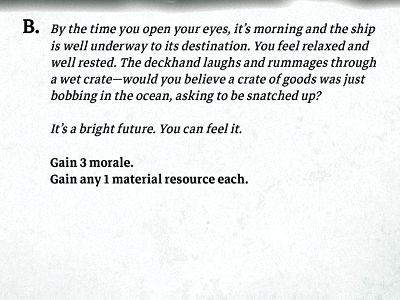 B. By the time you open your eyes, it's morning and the ship
is well underway to its destination. You feel relaxed and
well rested. The deckhand laughs and rummages through
a wet crate—would you believe a crate of goods was just
bobbing in the ocean, asking to be snatched up?
It's a bright future. You can feel it.
Gain 3 morale.
Gain any 1 material resource each.